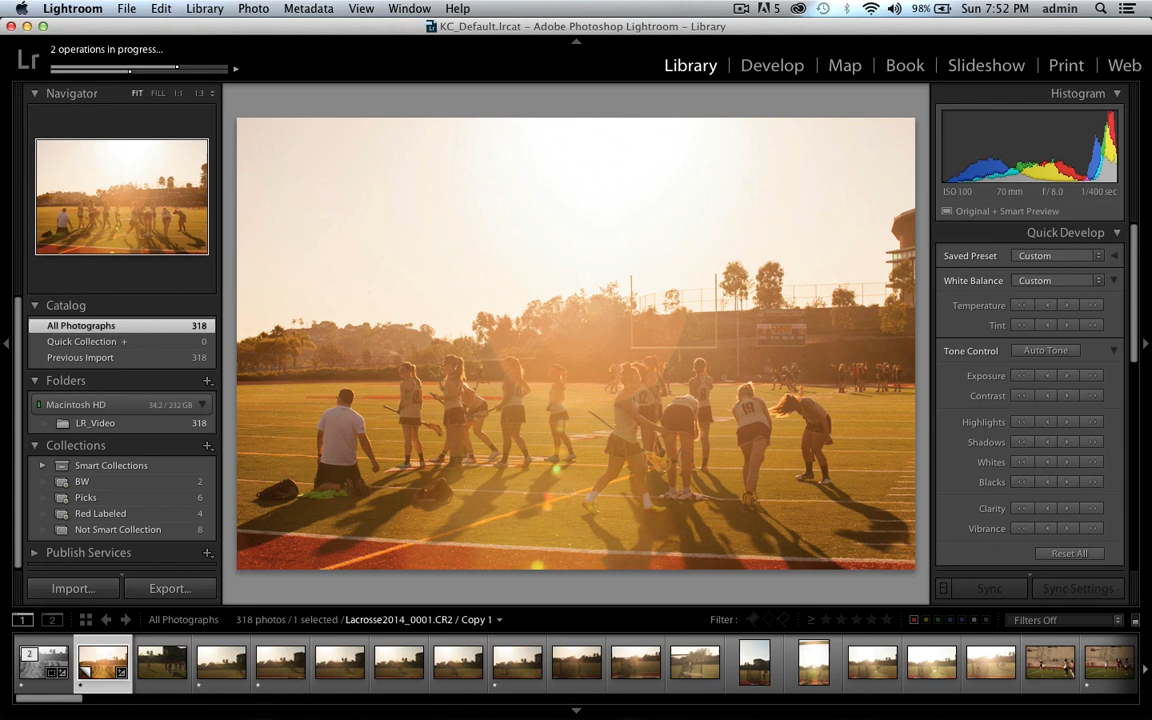 Lightroom File Edit Library Photo Metadata View Window Help 5 98% Sun 7:52 PM admin
KC_Default.lrcat – Adobe Photoshop Lightroom – Library
Lr 2 operations in progress...
Library | Develop | Map | Book | Slideshow | Print | Web
Navigator FIT FILL 1:1 1:3
Catalog
All Photographs 318
Quick Collection + 0
Previous Import 318
Folders +
Macintosh HD 34.2 / 232 GB
LR_Video 318
Collections +
Smart Collections
BW 2
Picks 6
Red Labeled 4
Not Smart Collection 8
Publish Services +
Import... Export...
19
Histogram
ISO 100 70 mm f / 8.0 1/400 sec
Original + Smart Preview
Quick Develop
Saved Preset Custom
White Balance Custom
Temperature
Tint
Tone Control Auto Tone
Exposure
Contrast
Highlights
Shadows
Whites
Blacks
Clarity
Vibrance
Reset All
Sync Sync Settings
1 2 All Photographs 318 photos / 1 selected / Lacrosse2014_0001.CR2 / Copy 1 Filter : ≥ Filters Off
2